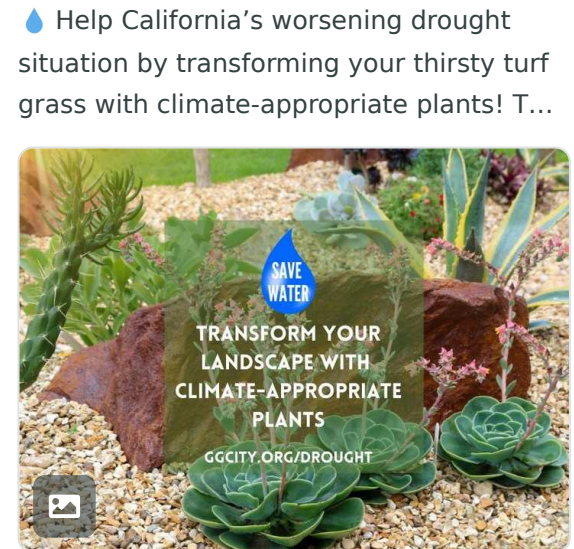 💧 Help California’s worsening drought
situation by transforming your thirsty turf
grass with climate-appropriate plants! T...
SAVE
WATER
TRANSFORM YOUR
LANDSCAPE WITH
CLIMATE-APPROPRIATE
PLANTS
GGCITY.ORG/DROUGHT